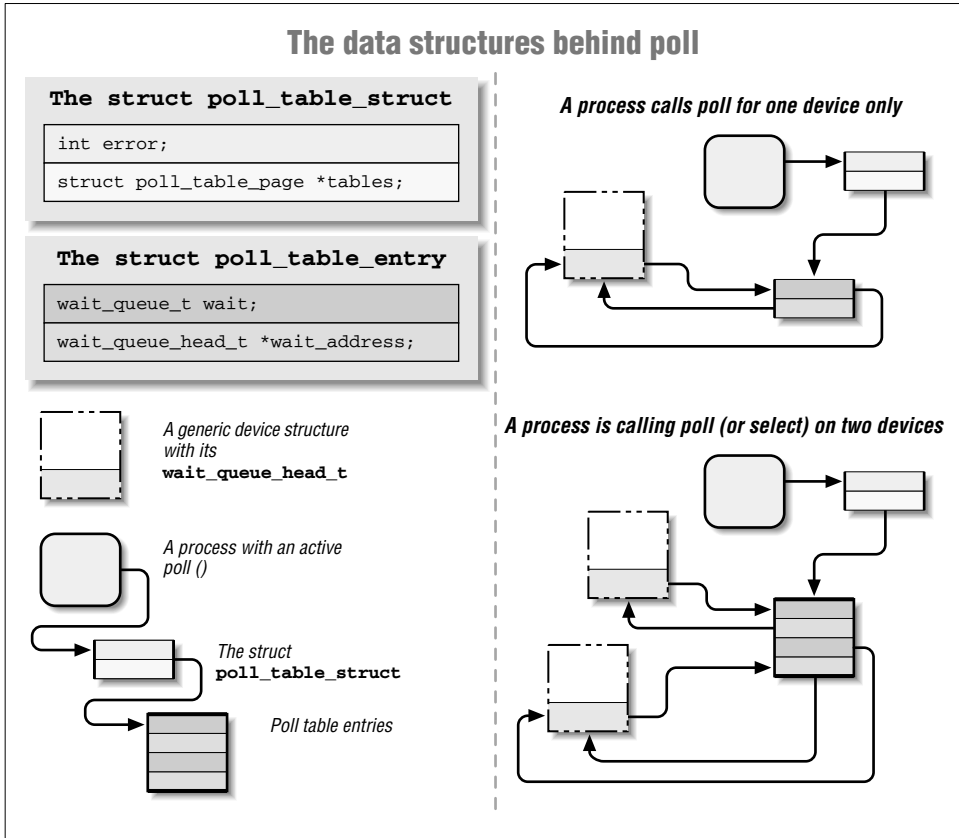 The data structures behind poll
The struct poll_table_struct
int error;
struct poll_table_page *tables;
The struct poll_table_entry
wait_queue_t wait;
wait_queue_head_t *wait_address;
A generic device structure
with its
wait_queue_head_t
A process with an active
poll ()
The struct
poll_table_struct
Poll table entries
A process calls poll for one device only
A process is calling poll (or select) on two devices